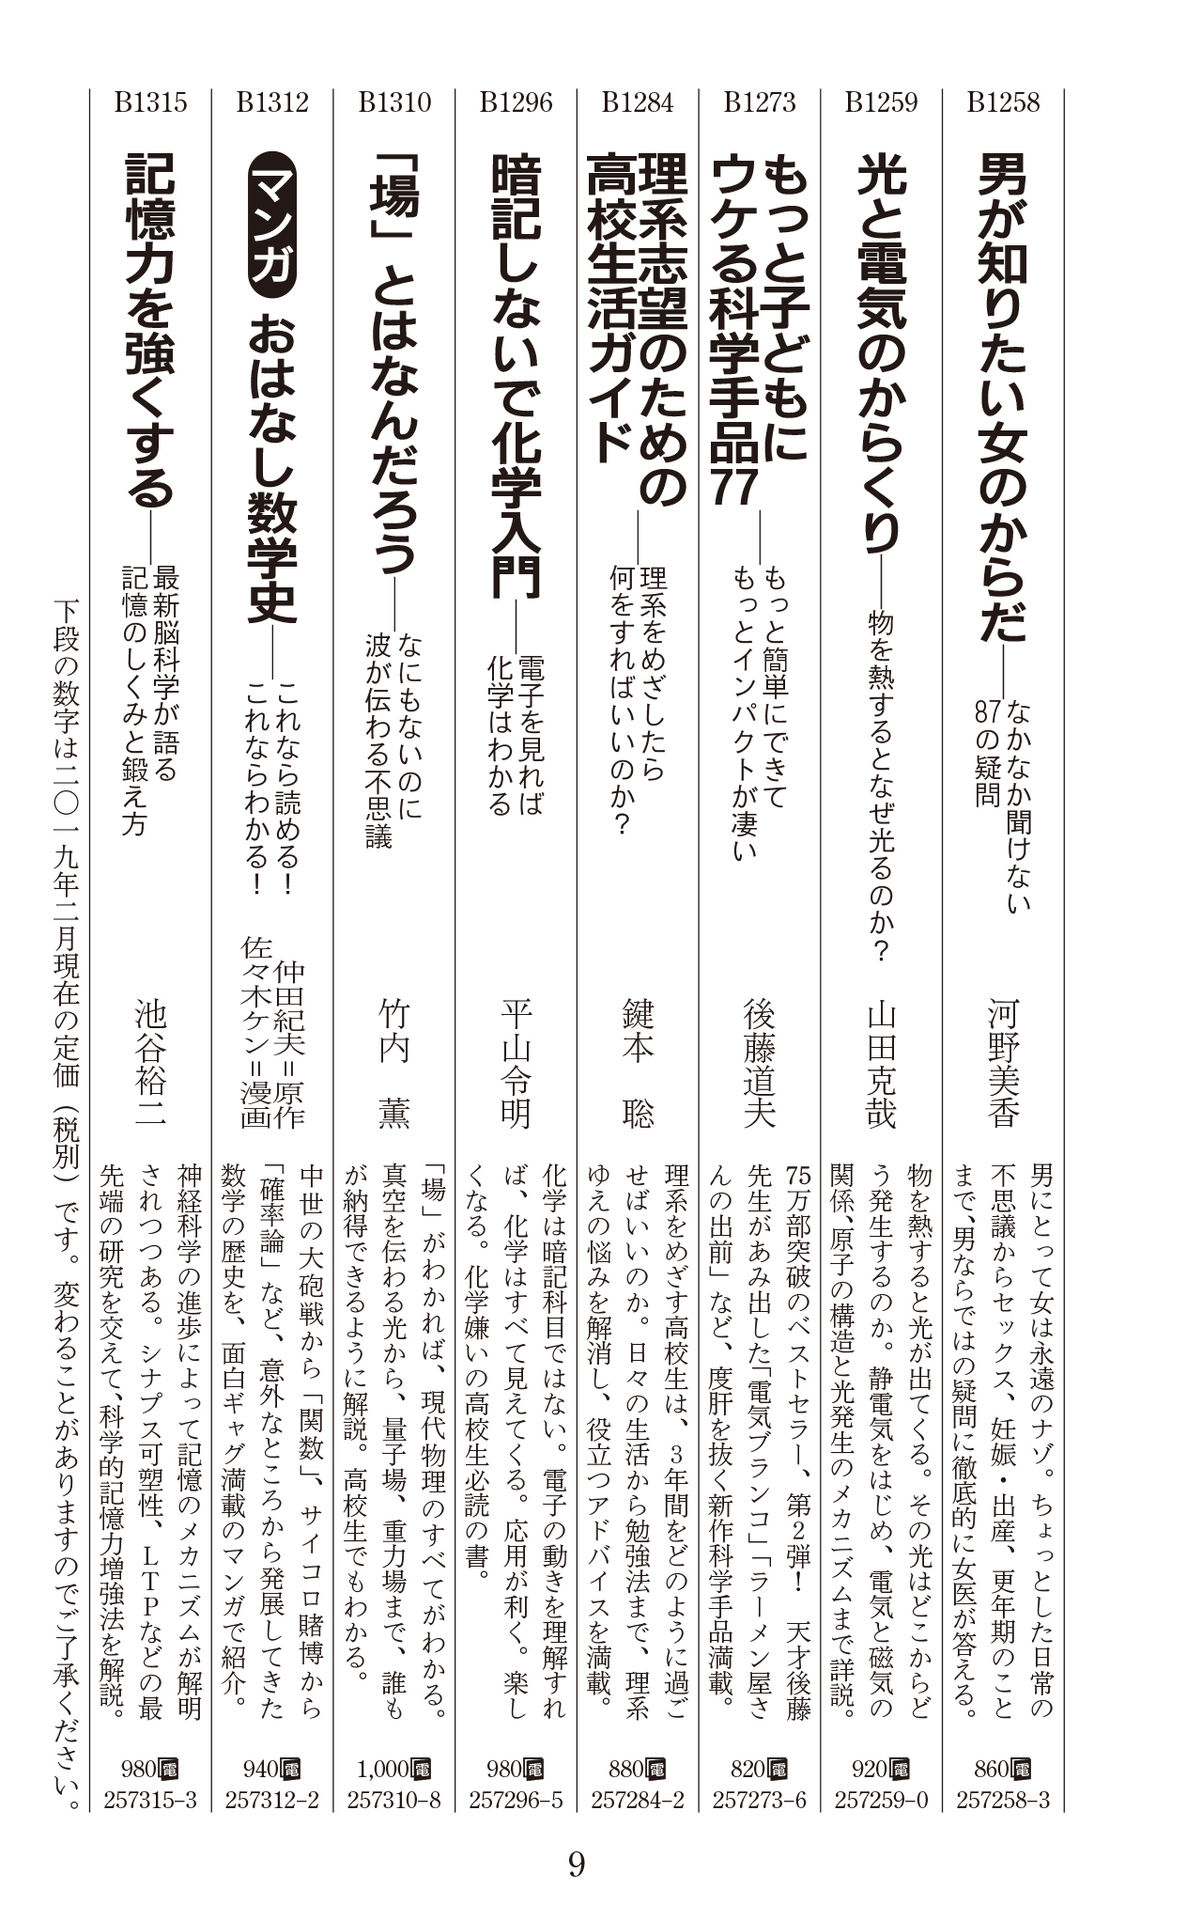 B1258
男が知りたい女のからだ
なかなか聞けない
87の疑問
河野美香
男にとって女は永遠のナゾ。ちょっとした日常の
不思議からセックス、妊娠・出産、更年期のこと
まで、男ならではの疑問に徹底的に女医が答える。
860電
257258-3
B1259
光と電気のからくり
物を熱するとなぜ光るのか？
山田克哉
物を熱すると光が出てくる。その光はどこからど
う発生するのか。静電気をはじめ、電気と磁気の
関係、原子の構造と光発生のメカニズムまで詳説。
920電
257259-0
B1273
もっと子どもに
ウケる科学手品77
もっと簡単にできて
もっとインパクトが凄い
後藤道夫
75万部突破のベストセラー、第2弾！　天才後藤
先生があみ出した「電気ブランコ」「ラーメン屋さ
んの出前」など、度肝を抜く新作科学手品満載。
820電
257273-6
B1284
理系志望のための
高校生活ガイド
理系をめざしたら
何をすればいいのか？
鍵本　聡
理系をめざす高校生は、3年間をどのように過ご
せばいいのか。日々の生活から勉強法まで、理系
ゆえの悩みを解消し、役立つアドバイスを満載。
880電
257284-2
B1296
暗記しないで化学入門
電子を見れば
化学はわかる
平山令明
化学は暗記科目ではない。電子の動きを理解すれ
ば、化学はすべて見えてくる。応用が利く。楽し
くなる。化学嫌いの高校生必読の書。
980電
257296-5
B1310
「場」とはなんだろう
なにもないのに
波が伝わる不思議
竹内　薫
「場」がわかれば、現代物理のすべてがわかる。
真空を伝わる光から、量子場、重力場まで、誰も
が納得できるように解説。高校生でもわかる。
1,000電
257310-8
B1312
マンガ　おはなし数学史
これなら読める！
これならわかる！
仲田紀夫＝原作
佐々木ケン＝漫画
中世の大砲戦から「関数」、サイコロ賭博から
「確率論」など、意外なところから発展してきた
数学の歴史を、面白ギャグ満載のマンガで紹介。
940電
257312-2
B1315
記憶力を強くする
最新脳科学が語る
記憶のしくみと鍛え方
池谷裕二
神経科学の進歩によって記憶のメカニズムが解明
されつつある。シナプス可塑性、LTPなどの最
先端の研究を交えて、科学的記憶力増強法を解説。
980電
257315-3
下段の数字は二〇一九年二月現在の定価（税別）です。変わることがありますのでご了承ください。
9